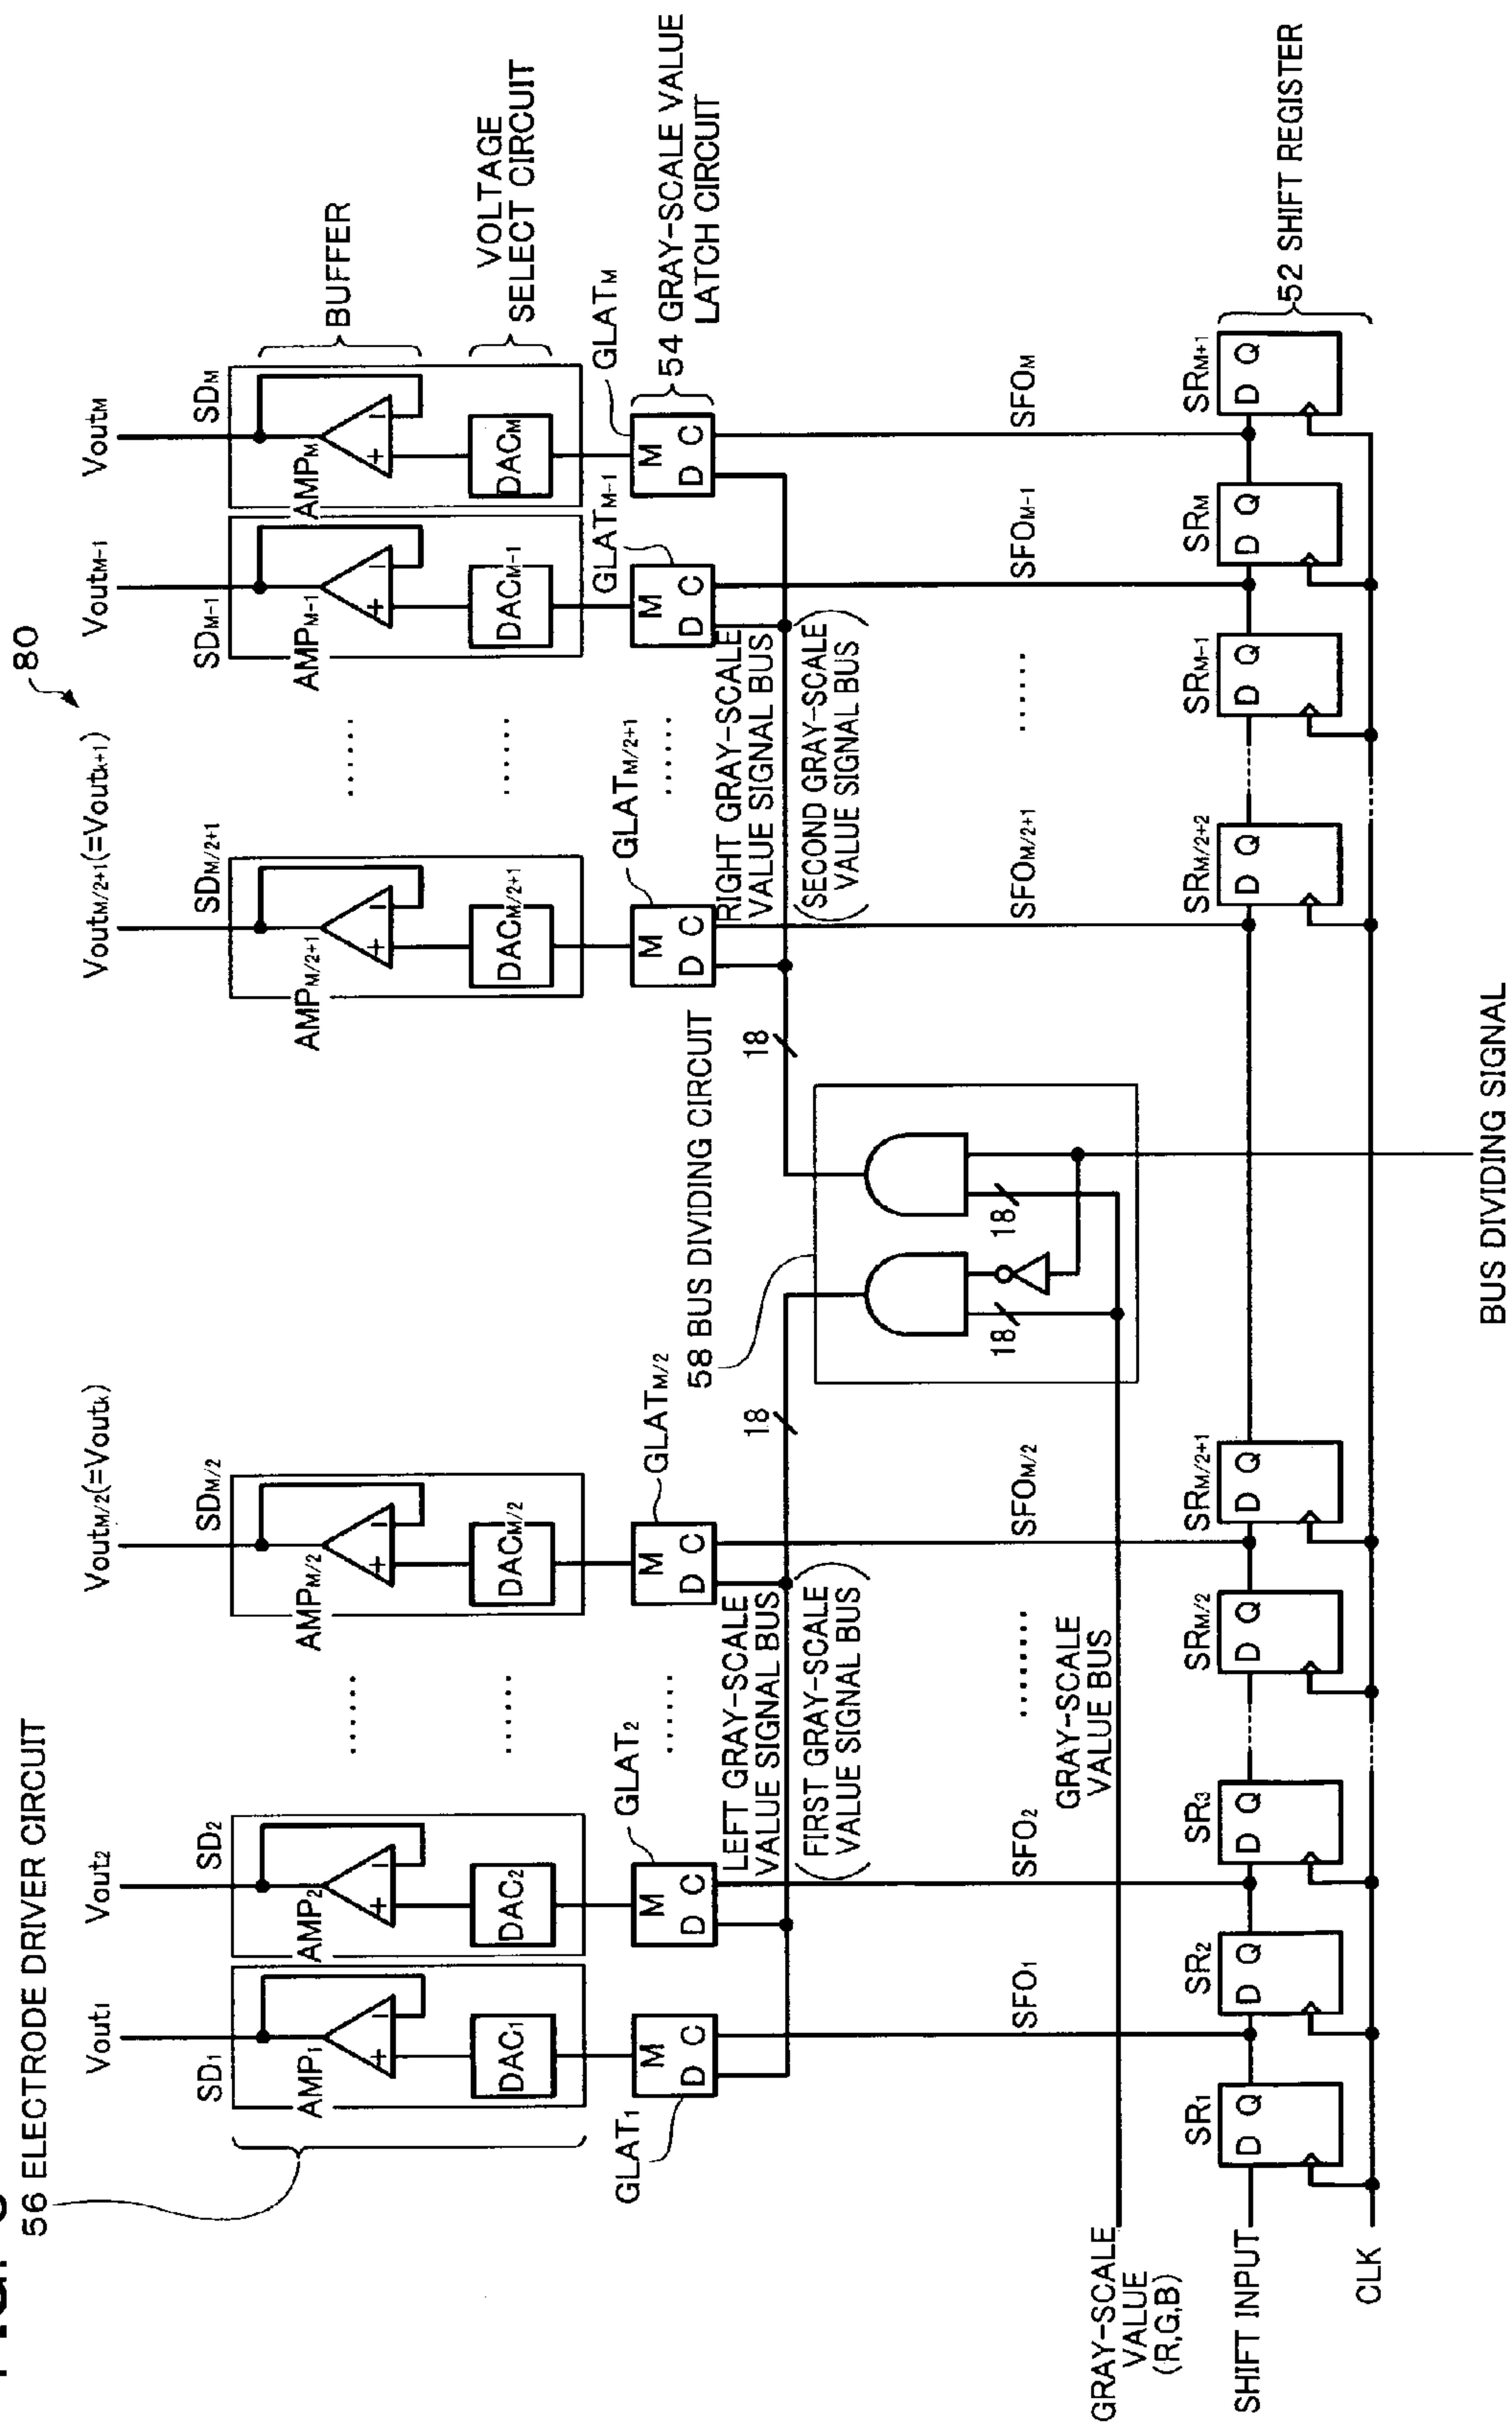 56 ELECTRODE DRIVER CIRCUIT
80
Vout1
Vout2
VoutM/2(=Voutk)
VoutM/2+1(=Voutk+1)
VoutM-1
VoutM
SD1
SD2
SDM/2
SDM/2+1
SDM-1
SDM
BUFFER
AMP1
AMP2
AMPM/2
AMPM/2+1
AMPM-1
AMPM
+ −
+ −
+ −
+ −
+ −
+ −
......
......
DAC1
DAC2
DACM/2
DACM/2+1
DACM-1
DACM
......
......
VOLTAGE
SELECT CIRCUIT
GLAT1
GLAT2
GLATM/2
GLATM/2+1
GLATM-1
GLATM
M
D C
M
D C
M
D C
M
D C
M
D C
M
D C
......
......
54 GRAY-SCALE VALUE
LATCH CIRCUIT
LEFT GRAY-SCALE
VALUE SIGNAL BUS
(FIRST GRAY-SCALE
VALUE SIGNAL BUS)
18
58 BUS DIVIDING CIRCUIT
18
RIGHT GRAY-SCALE
VALUE SIGNAL BUS
(SECOND GRAY-SCALE
VALUE SIGNAL BUS)
18
18
SFO1
SFO2
.......
SFOM/2
SFOM/2+1
......
SFOM-1
SFOM
GRAY-SCALE
VALUE BUS
GRAY-SCALE
VALUE
(R,G,B)
SHIFT INPUT
SR1
SR2
SR3
SRM/2
SRM/2+1
SRM/2+2
SRM-1
SRM
SRM+1
D Q
D Q
D Q
D Q
D Q
D Q
D Q
D Q
D Q
52 SHIFT REGISTER
CLK
BUS DIVIDING SIGNAL